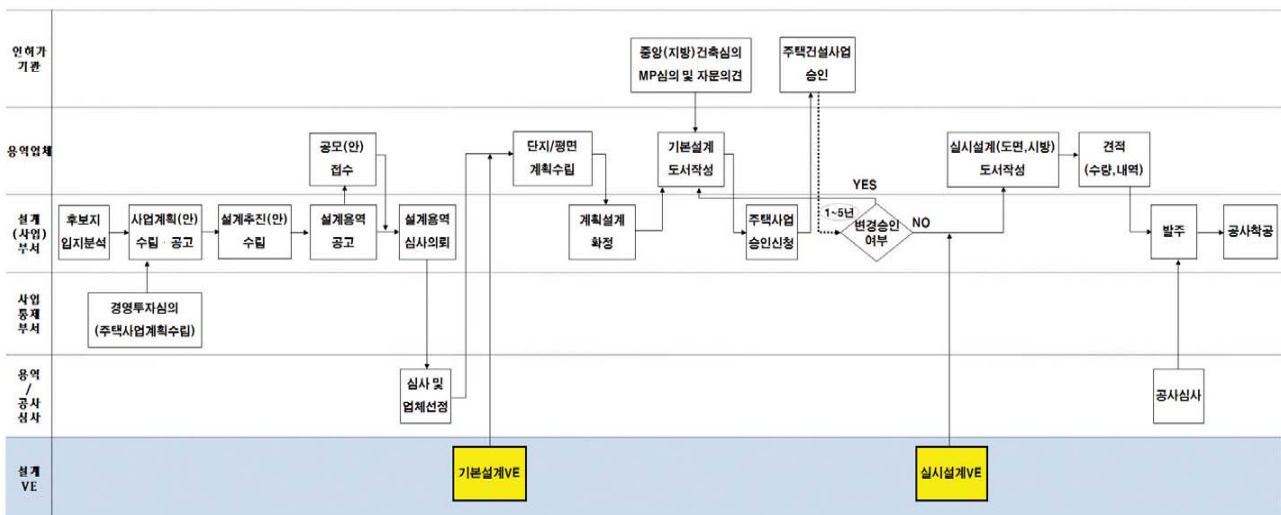 인허가
기관
중앙(지방)건축심의
MP심의 및 자문의견
주택건설사업
승인
용역업체
공모(안)
접수
단지/평면
계획수립
기본설계
도서작성
실시설계(도면,시방)
도서작성
견적
(수량,내역)
YES
설계
(사업)
부서
후보지
입지분석
사업계획(안)
수립·공고
설계추진(안)
수립
설계용역
공고
설계용역
심사의뢰
계획설계
확정
주택사업
승인신청
1~5년
변경승인
여부
NO
발주
공사착공
사업
통제
부서
경영투자심의
(주택사업계획수립)
용역
/
공사
심사
심사 및
업체선정
공사심사
설계
VE
기본설계VE
실시설계VE